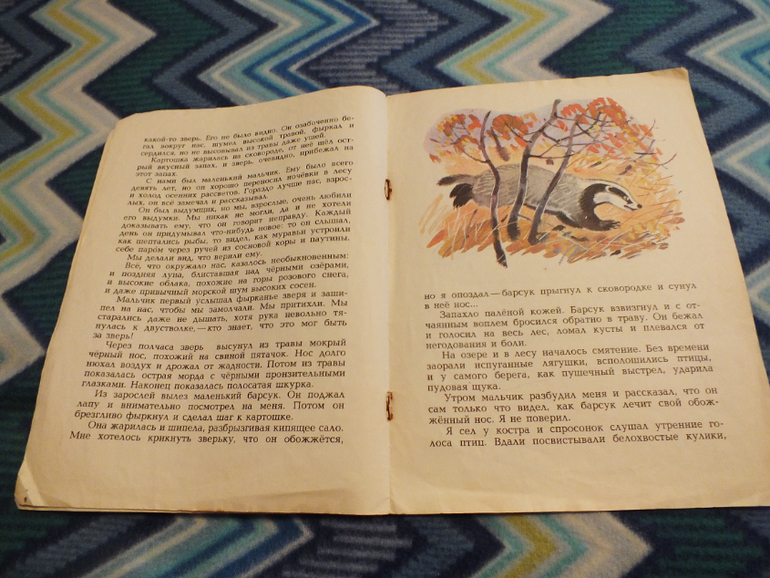 какой-то зверь. Его не было видно. Он озабоченно бе-
гал вокруг нас, шумел высокой травой, фыркал и
сердился, но не высовывал из травы даже ушей.
Картошка жарилась на сковороде, от неё шёл ост-
рый вкусный запах, и зверь, очевидно, прибежал на
этот запах.
С нами был маленький мальчик. Ему было всего
девять лет, но он хорошо переносил ночёвки в лесу
и холод осенних рассветов. Гораздо лучше нас, взрос-
лых, он всё замечал и рассказывал.
Он был выдумщик, но мы, взрослые, очень любили
его выдумки. Мы никак не могли, да и не хотели
доказывать ему, что он говорит неправду. Каждый
день он придумывал что-нибудь новое: то он слышал,
как шептались рыбы, то видел, как муравьи устроили
себе паром через ручей из сосновой коры и паутины.
Мы делали вид, что верили ему.
Всё, что окружало нас, казалось необыкновенным:
и поздняя луна, блиставшая над чёрными озёрами,
и высокие облака, похожие на горы розового снега,
и даже привычный морской шум высоких сосен.
Мальчик первый услышал фырканье зверя и заши-
пел на нас, чтобы мы замолчали. Мы притихли. Мы
старались даже не дышать, хотя рука невольно тя-
нулась к двустволке,—кто знает, что это мог быть
за зверь!
Через полчаса зверь высунул из травы мокрый
чёрный нос, похожий на свиной пятачок. Нос долго
нюхал воздух и дрожал от жадности. Потом из травы
показалась острая морда с чёрными пронзительными
глазками. Наконец показалась полосатая шкурка.
Из зарослей вылез маленький барсук. Он поджал
лапу и внимательно посмотрел на меня. Потом он
брезгливо фыркнул и сделал шаг к картошке.
Она жарилась и шипела, разбрызгивая кипящее сало.
Мне хотелось крикнуть зверьку, что он обожжётся,
но я опоздал—барсук прыгнул к сковородке и сунул
в неё нос...
Запахло палёной кожей. Барсук взвизгнул и с от-
чаянным воплем бросился обратно в траву. Он бежал
и голосил на весь лес, ломал кусты и плевался от
негодования и боли.
На озере и в лесу началось смятение. Без времени
заорали испуганные лягушки, всполошились птицы,
и у самого берега, как пушечный выстрел, ударила
пудовая щука.
Утром мальчик разбудил меня и рассказал, что он
сам только что видел, как барсук лечит свой обож-
жённый нос. Я не поверил.
Я сел у костра и спросонок слушал утренние го-
лоса птиц. Вдали посвистывали белохвостые кулики,